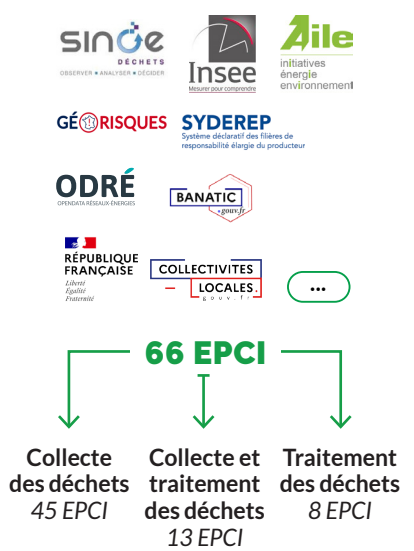 SINOE
DÉCHETS
OBSERVER ■ ANALYSER ■ DÉCIDER
Insee
Mesurer pour comprendre
Aile
initiatives
énergie
environnement
GÉORISQUES
SYDEREP
Système déclaratif des filières de
responsabilité élargie du producteur
ODRÉ
OPENDATA RÉSEAUX-ÉNERGIES
BANATIC
.gouv.fr
RÉPUBLIQUE
FRANÇAISE
Liberté
Égalité
Fraternité
COLLECTIVITES
LOCALES.
gouv.fr
...
66 EPCI
Collecte
des déchets
45 EPCI
Collecte et
traitement
des déchets
13 EPCI
Traitement
des déchets
8 EPCI